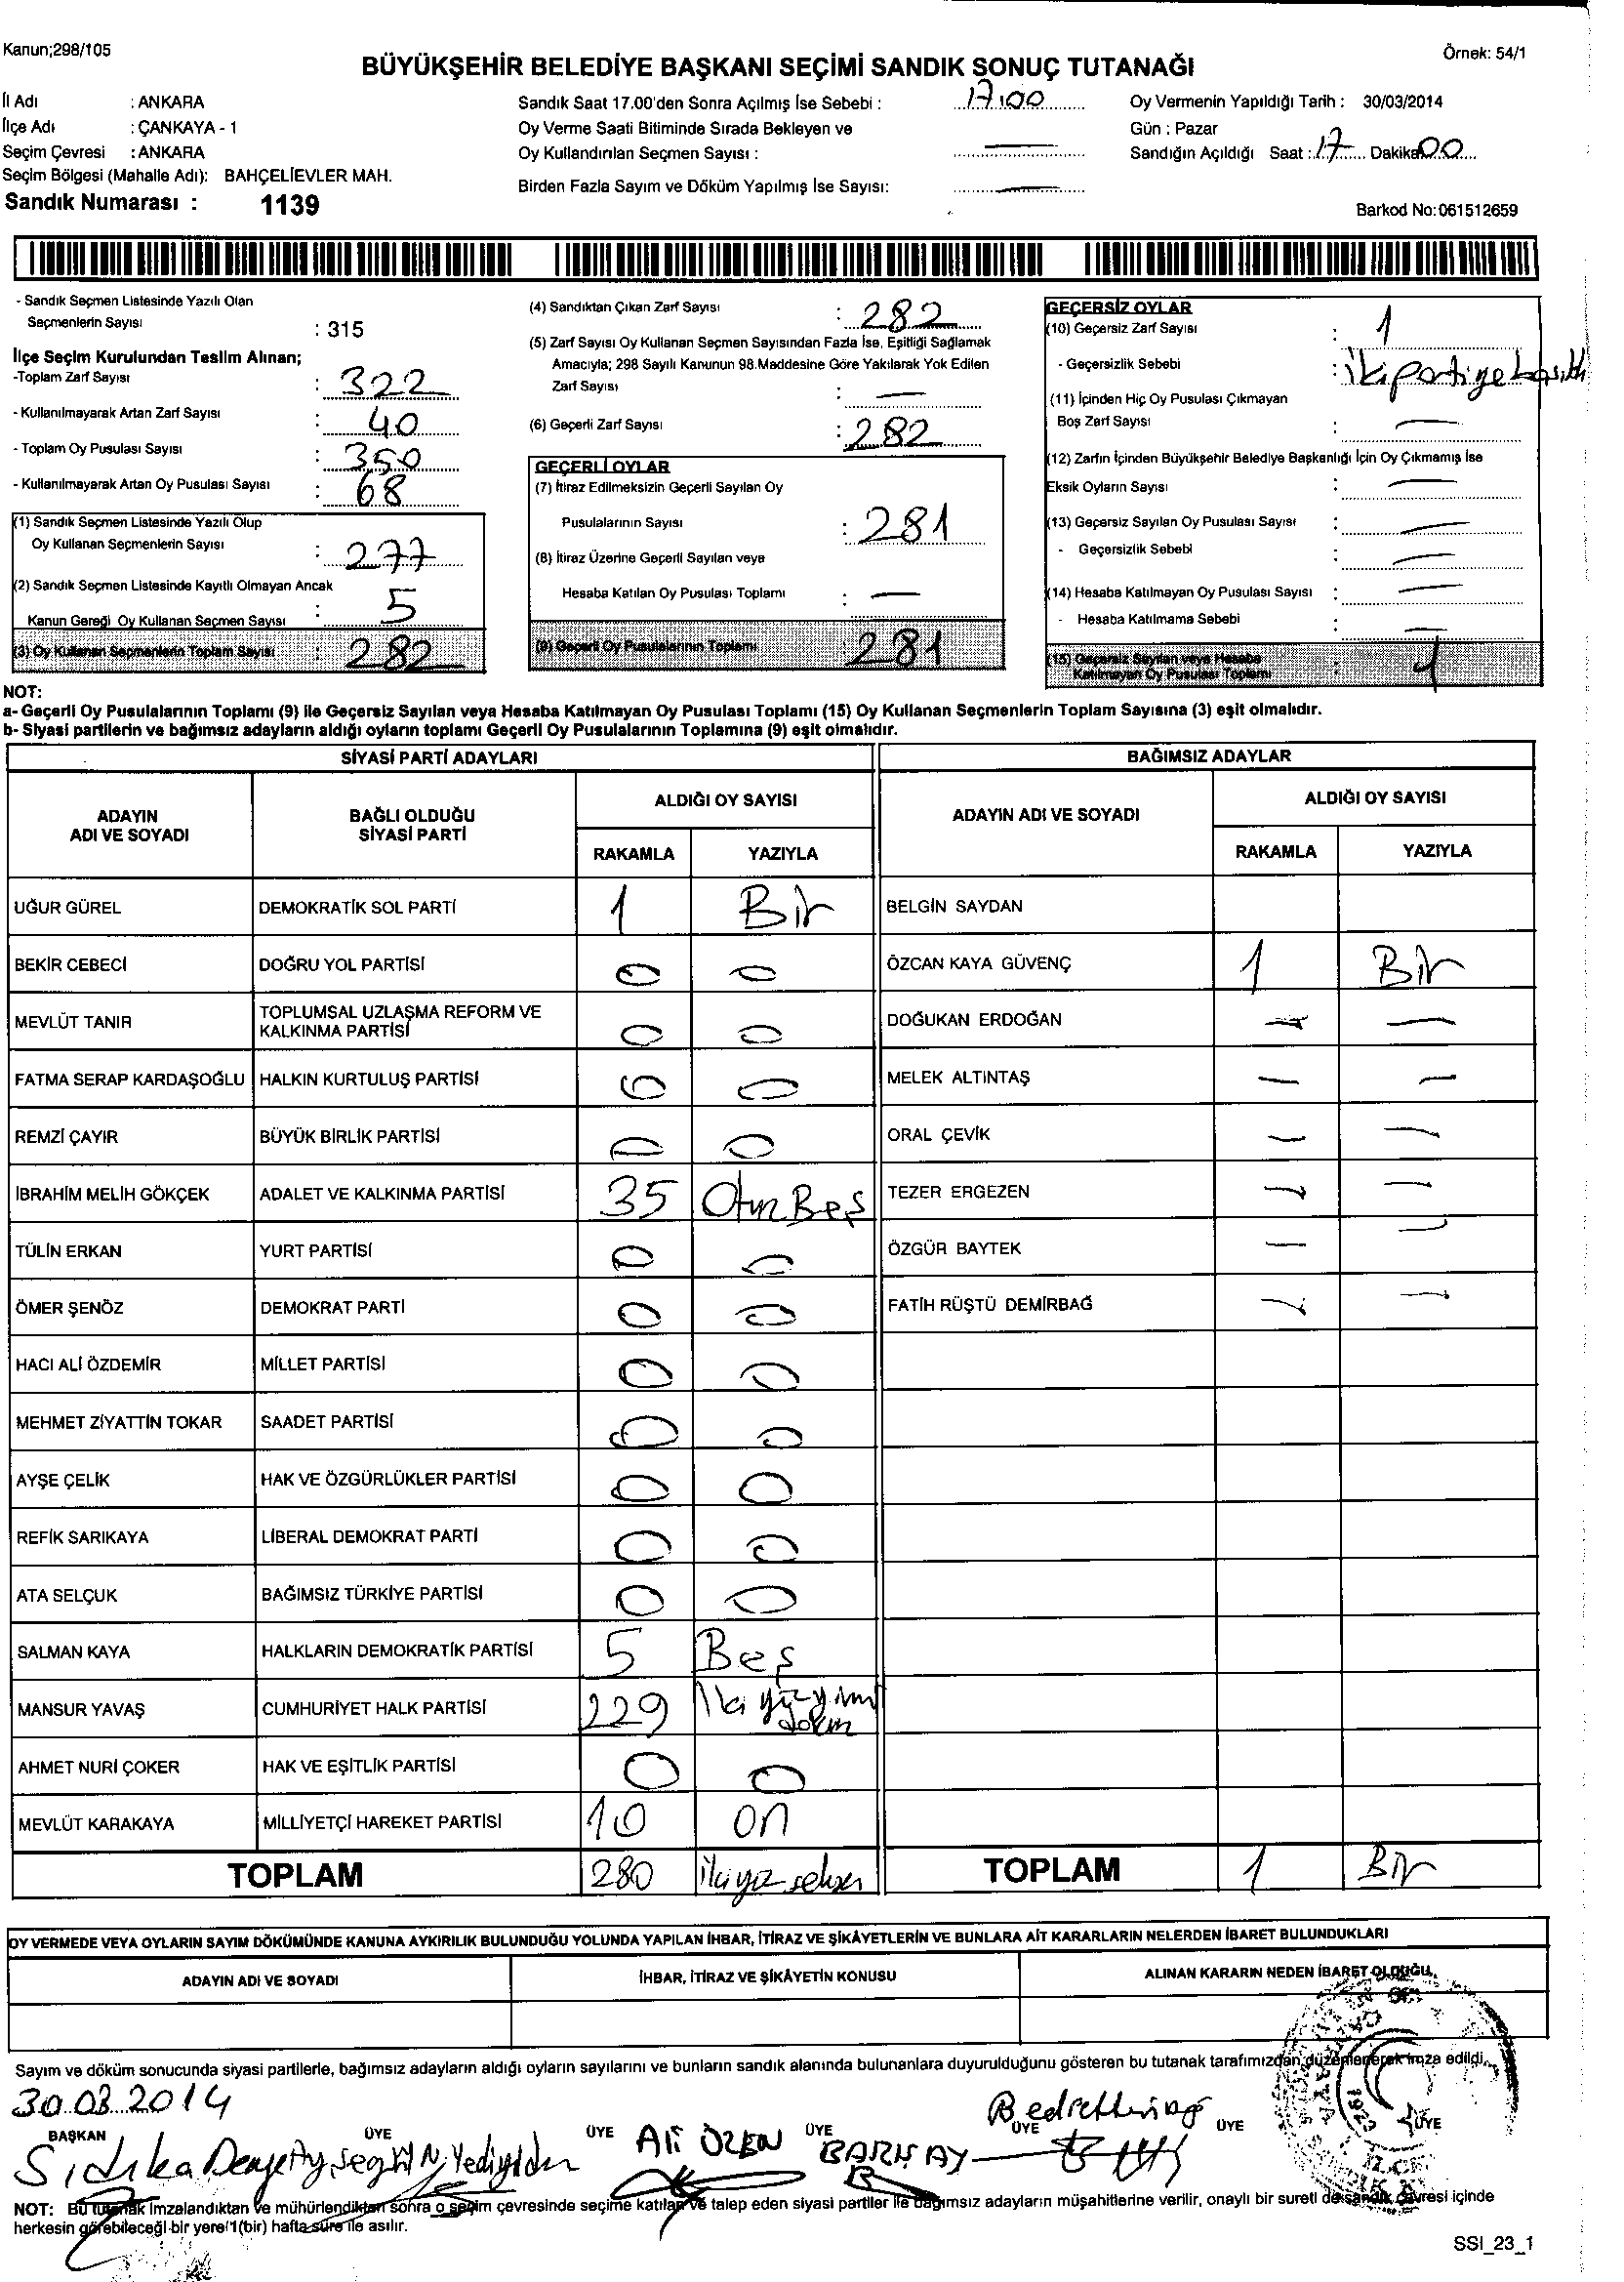 Kanun;298/105
Örnek: 54/1
BÜYÜKŞEHİR BELEDİYE BAŞKANI SEÇİMİ SANDIK SONUÇ TUTANAĞI
İl Adı : ANKARA
İlçe Adı : ÇANKAYA - 1
Seçim Çevresi : ANKARA
Seçim Bölgesi (Mahalle Adı): BAHÇELİEVLER MAH.
Sandık Numarası : 1139
Sandık Saat 17.00'den Sonra Açılmış İse Sebebi : 17:00
Oy Verme Saati Bitiminde Sırada Bekleyen ve
Oy Kullandırılan Seçmen Sayısı : —
Birden Fazla Sayım ve Döküm Yapılmış İse Sayısı: —
Oy Vermenin Yapıldığı Tarih : 30/03/2014
Gün : Pazar
Sandığın Açıldığı Saat : 17 Dakika 00
Barkod No:061512659
- Sandık Seçmen Listesinde Yazılı Olan
Seçmenlerin Sayısı : 315
İlçe Seçim Kurulundan Teslim Alınan;
-Toplam Zarf Sayısı : 322
- Kullanılmayarak Artan Zarf Sayısı : 40
- Toplam Oy Pusulası Sayısı : 350
- Kullanılmayarak Artan Oy Pusulası Sayısı : 68
(1) Sandık Seçmen Listesinde Yazılı Olup
Oy Kullanan Seçmenlerin Sayısı : 277
(2) Sandık Seçmen Listesinde Kayıtlı Olmayan Ancak
Kanun Gereği Oy Kullanan Seçmen Sayısı : 5
(3) Oy Kullanan Seçmenlerin Toplam Sayısı : 282
(4) Sandıktan Çıkan Zarf Sayısı : 282
(5) Zarf Sayısı Oy Kullanan Seçmen Sayısından Fazla İse, Eşitliği Sağlamak
Amacıyla; 298 Sayılı Kanunun 98.Maddesine Göre Yakılarak Yok Edilen
Zarf Sayısı : —
(6) Geçerli Zarf Sayısı : 282
GEÇERLİ OYLAR
(7) İtiraz Edilmeksizin Geçerli Sayılan Oy
Pusulalarının Sayısı : 281
(8) İtiraz Üzerine Geçerli Sayılan veya
Hesaba Katılan Oy Pusulası Toplamı : —
(9) Geçerli Oy Pusulalarının Toplamı 281
GEÇERSİZ OYLAR
(10) Geçersiz Zarf Sayısı : 1
- Geçersizlik Sebebi : iki partiye basıldı
(11) İçinden Hiç Oy Pusulası Çıkmayan
Boş Zarf Sayısı : —
(12) Zarfın İçinden Büyükşehir Belediye Başkanlığı İçin Oy Çıkmamış İse
Eksik Oyların Sayısı : —
(13) Geçersiz Sayılan Oy Pusulası Sayısı : —
- Geçersizlik Sebebi : —
(14) Hesaba Katılmayan Oy Pusulası Sayısı : —
- Hesaba Katılmama Sebebi : —
(15) Geçersiz Sayılan veya Hesaba
Katılmayan Oy Pusulası Toplamı : 1
NOT:
a- Geçerli Oy Pusulalarının Toplamı (9) ile Geçersiz Sayılan veya Hesaba Katılmayan Oy Pusulası Toplamı (15) Oy Kullanan Seçmenlerin Toplam Sayısına (3) eşit olmalıdır.
b- Siyasi partilerin ve bağımsız adayların aldığı oyların toplamı Geçerli Oy Pusulalarının Toplamına (9) eşit olmalıdır.
SİYASİ PARTİ ADAYLARI
ADAYIN ADI VE SOYADI BAĞLI OLDUĞU SİYASİ PARTİ ALDIĞI OY SAYISI
RAKAMLA YAZIYLA
UĞUR GÜREL DEMOKRATİK SOL PARTİ 1 Bir
BEKİR CEBECİ DOĞRU YOL PARTİSİ 0 0
MEVLÜT TANIR TOPLUMSAL UZLAŞMA REFORM VE KALKINMA PARTİSİ 0 0
FATMA SERAP KARDAŞOĞLU HALKIN KURTULUŞ PARTİSİ 0 0
REMZİ ÇAYIR BÜYÜK BİRLİK PARTİSİ 0 0
İBRAHİM MELİH GÖKÇEK ADALET VE KALKINMA PARTİSİ 35 OtuzBeş
TÜLİN ERKAN YURT PARTİSİ 0 0
ÖMER ŞENÖZ DEMOKRAT PARTİ 0 0
HACI ALİ ÖZDEMİR MİLLET PARTİSİ 0 0
MEHMET ZİYATTİN TOKAR SAADET PARTİSİ 0 0
AYŞE ÇELİK HAK VE ÖZGÜRLÜKLER PARTİSİ 0 0
REFİK SARIKAYA LİBERAL DEMOKRAT PARTİ 0 0
ATA SELÇUK BAĞIMSIZ TÜRKİYE PARTİSİ 0 0
SALMAN KAYA HALKLARIN DEMOKRATİK PARTİSİ 5 Beş
MANSUR YAVAŞ CUMHURİYET HALK PARTİSİ 229 İkiyüzyirmi dokuz
AHMET NURİ ÇOKER HAK VE EŞİTLİK PARTİSİ 0 0
MEVLÜT KARAKAYA MİLLİYETÇİ HAREKET PARTİSİ 10 on
TOPLAM 280 ikiyüz seksen
BAĞIMSIZ ADAYLAR
ADAYIN ADI VE SOYADI ALDIĞI OY SAYISI
RAKAMLA YAZIYLA
BELGİN SAYDAN
ÖZCAN KAYA GÜVENÇ 1 Bir
DOĞUKAN ERDOĞAN — —
MELEK ALTINTAŞ — —
ORAL ÇEVİK — —
TEZER ERGEZEN — —
ÖZGÜR BAYTEK — —
FATİH RÜŞTÜ DEMİRBAĞ — —
TOPLAM 1 Bir
OY VERMEDE VEYA OYLARIN SAYIM DÖKÜMÜNDE KANUNA AYKIRILIK BULUNDUĞU YOLUNDA YAPILAN İHBAR, İTİRAZ VE ŞİKÂYETLERİN VE BUNLARA AİT KARARLARIN NELERDEN İBARET BULUNDUKLARI
ADAYIN ADI VE SOYADI İHBAR, İTİRAZ VE ŞİKÂYETİN KONUSU ALINAN KARARIN NEDEN İBARET OLDUĞU
Sayım ve döküm sonucunda siyasi partilerle, bağımsız adayların aldığı oyların sayılarını ve bunların sandık alanında bulunanlara duyurulduğunu gösteren bu tutanak tarafımızdan düzenlenerek imza edildi.
30.03.2014
BAŞKAN ÜYE ÜYE ÜYE ÜYE ÜYE ÜYE
Sıdıka
ALİ ÖZEN
BARIŞ AY
NOT: Bu tutanak imzalandıktan ve mühürlendikten sonra o seçim çevresinde seçime katılan ve talep eden siyasi partiler ile bağımsız adayların müşahitlerine verilir, onaylı bir sureti de sandık çevresi içinde
herkesin görebileceği bir yere 1(bir) hafta süre ile asılır.
SSI_23_1